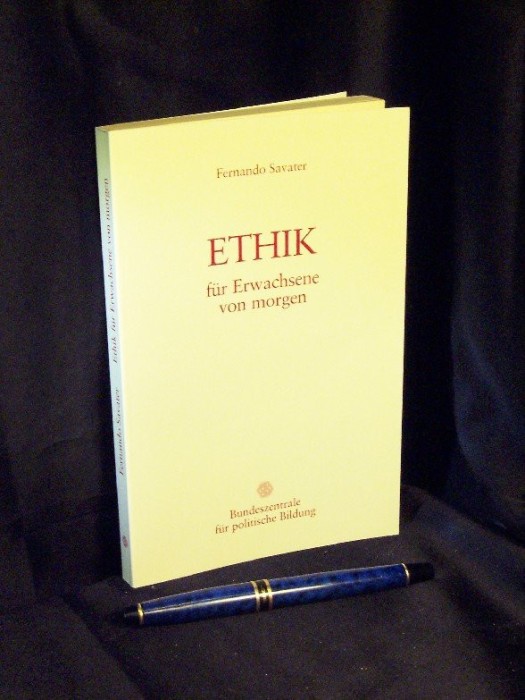 Fernando Savater
ETHIK
für Erwachsene
von morgen
Bundeszentrale
für politische Bildung
Fernando Savater Ethik für Erwachsene von morgen